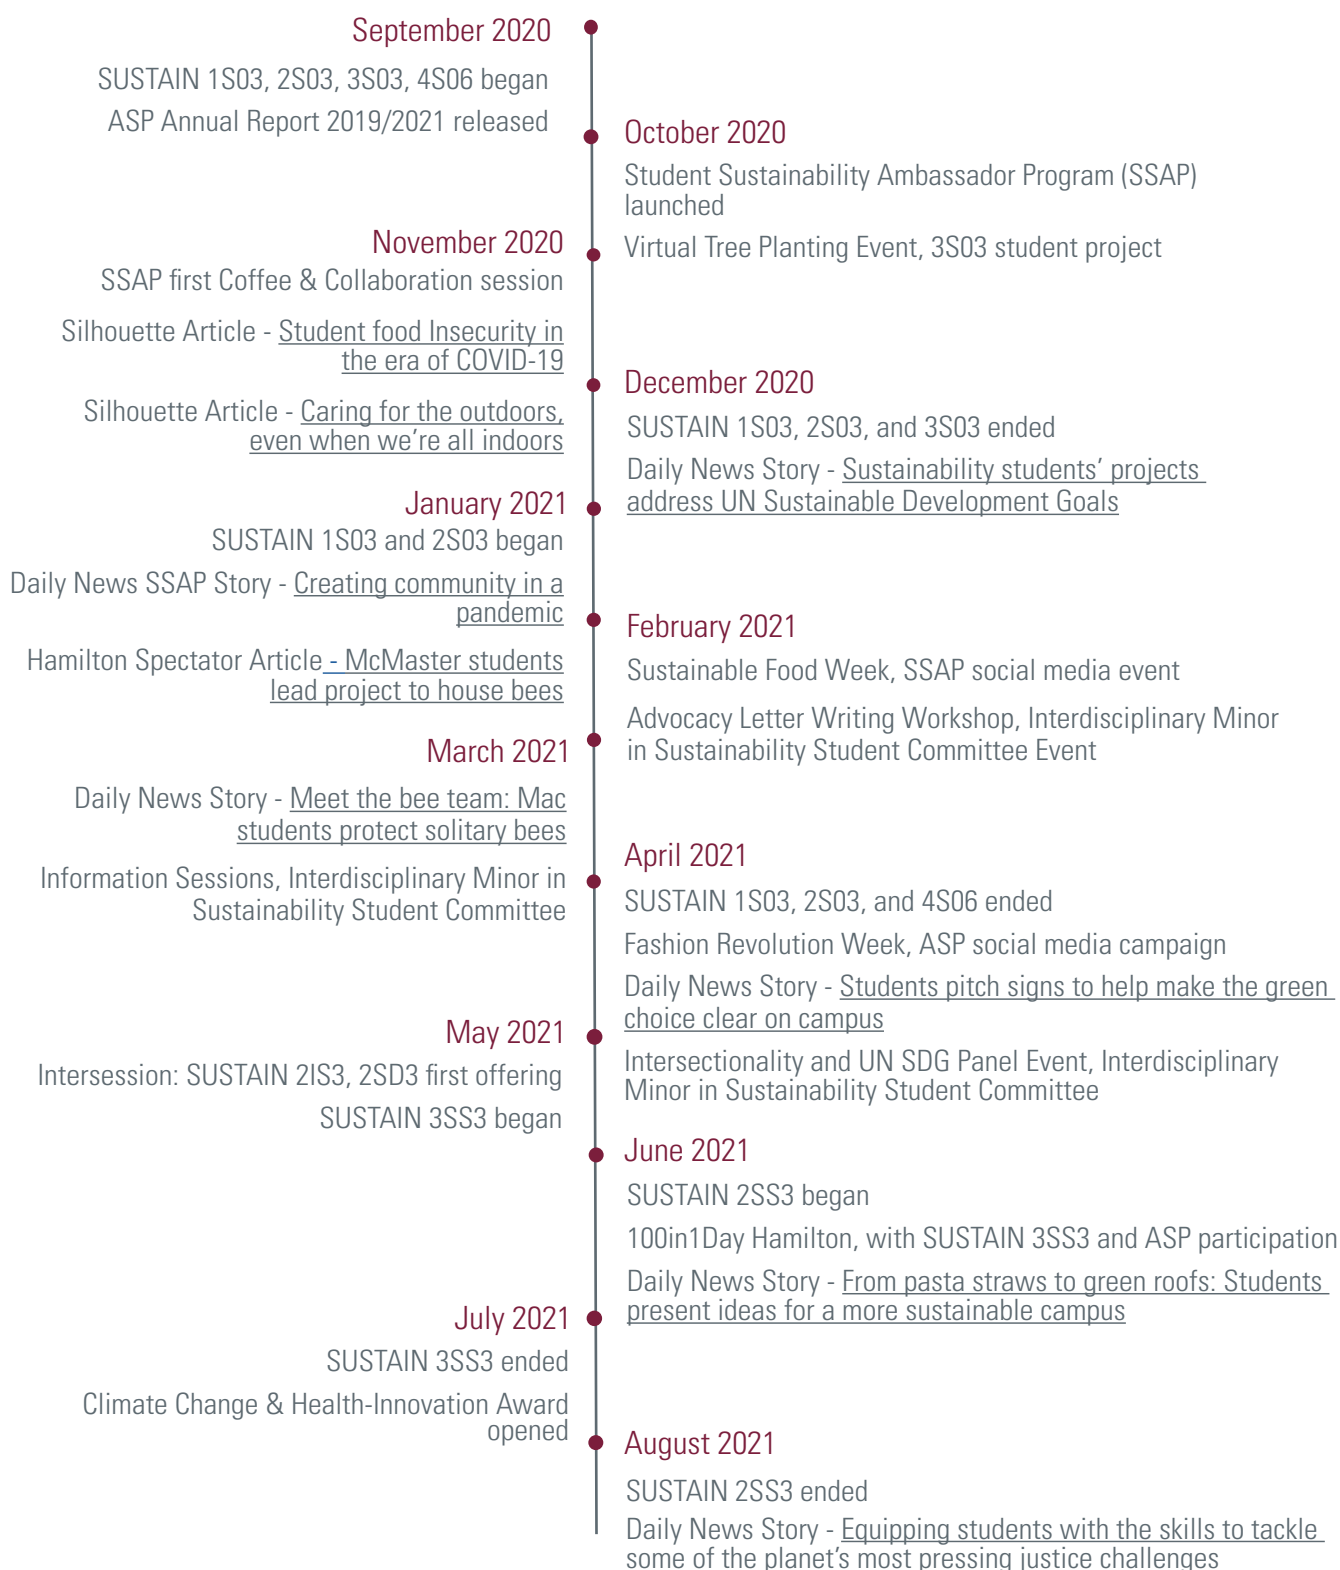 September 2020
SUSTAIN 1S03, 2S03, 3S03, 4S06 began
ASP Annual Report 2019/2021 released
October 2020
Student Sustainability Ambassador Program (SSAP)
launched
Virtual Tree Planting Event, 3S03 student project
November 2020
SSAP first Coffee & Collaboration session
Silhouette Article - Student food Insecurity in
the era of COVID-19
Silhouette Article - Caring for the outdoors,
even when we're all indoors
December 2020
SUSTAIN 1S03, 2S03, and 3S03 ended
Daily News Story - Sustainability students' projects
address UN Sustainable Development Goals
January 2021
SUSTAIN 1S03 and 2S03 began
Daily News SSAP Story - Creating community in a
pandemic
Hamilton Spectator Article - McMaster students
lead project to house bees
February 2021
Sustainable Food Week, SSAP social media event
Advocacy Letter Writing Workshop, Interdisciplinary Minor
in Sustainability Student Committee Event
March 2021
Daily News Story - Meet the bee team: Mac
students protect solitary bees
Information Sessions, Interdisciplinary Minor in
Sustainability Student Committee
April 2021
SUSTAIN 1S03, 2S03, and 4S06 ended
Fashion Revolution Week, ASP social media campaign
Daily News Story - Students pitch signs to help make the green
choice clear on campus
Intersectionality and UN SDG Panel Event, Interdisciplinary
Minor in Sustainability Student Committee
May 2021
Intersession: SUSTAIN 2IS3, 2SD3 first offering
SUSTAIN 3SS3 began
June 2021
SUSTAIN 2SS3 began
100in1Day Hamilton, with SUSTAIN 3SS3 and ASP participation
Daily News Story - From pasta straws to green roofs: Students
present ideas for a more sustainable campus
July 2021
SUSTAIN 3SS3 ended
Climate Change & Health-Innovation Award
opened
August 2021
SUSTAIN 2SS3 ended
Daily News Story - Equipping students with the skills to tackle
some of the planet's most pressing justice challenges